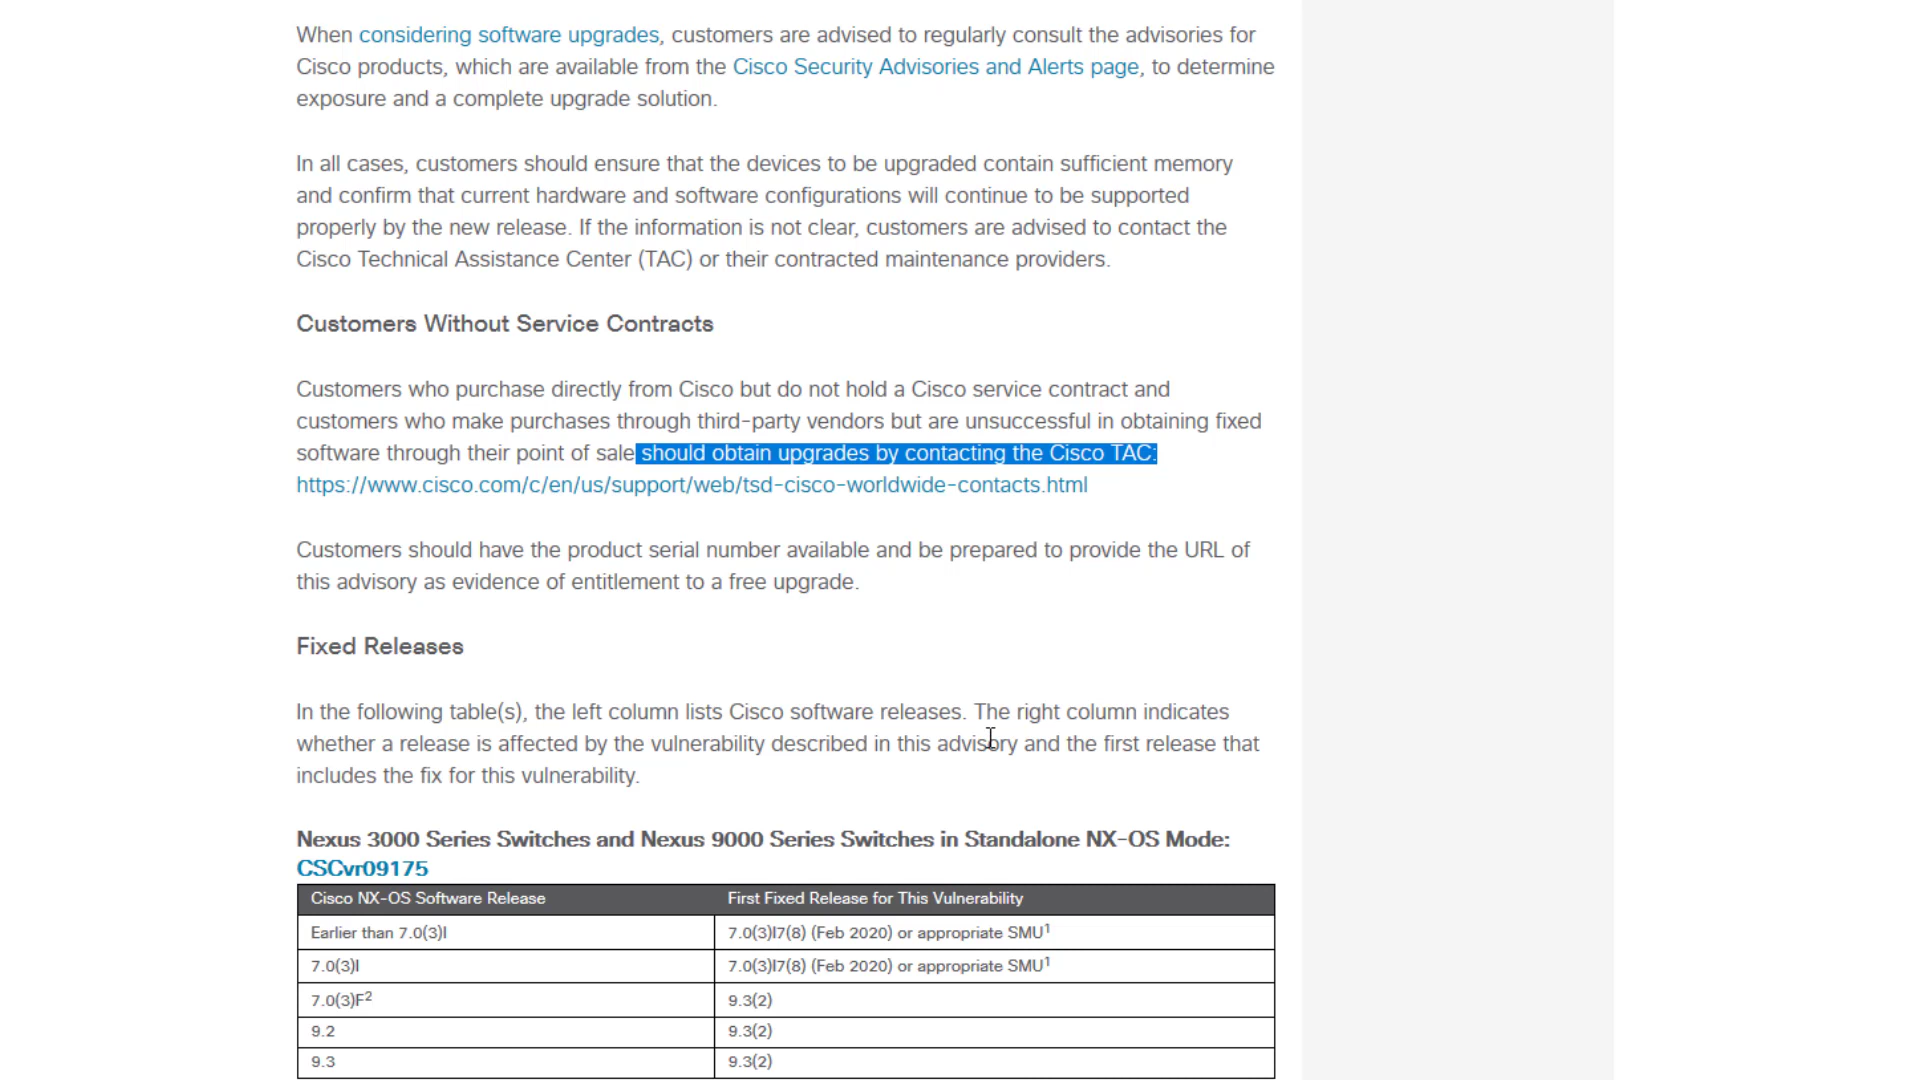 When considering software upgrades, customers are advised to regularly consult the advisories for
Cisco products, which are available from the Cisco Security Advisories and Alerts page, to determine
exposure and a complete upgrade solution.
In all cases, customers should ensure that the devices to be upgraded contain sufficient memory
and confirm that current hardware and software configurations will continue to be supported
properly by the new release. If the information is not clear, customers are advised to contact the
Cisco Technical Assistance Center (TAC) or their contracted maintenance providers.
Customers Without Service Contracts
Customers who purchase directly from Cisco but do not hold a Cisco service contract and
customers who make purchases through third-party vendors but are unsuccessful in obtaining fixed
software through their point of sale should obtain upgrades by contacting the Cisco TAC:
https://www.cisco.com/c/en/us/support/web/tsd-cisco-worldwide-contacts.html
Customers should have the product serial number available and be prepared to provide the URL of
this advisory as evidence of entitlement to a free upgrade.
Fixed Releases
In the following table(s), the left column lists Cisco software releases. The right column indicates
whether a release is affected by the vulnerability described in this advisory and the first release that
includes the fix for this vulnerability.
Nexus 3000 Series Switches and Nexus 9000 Series Switches in Standalone NX-OS Mode:
CSCvr09175
Cisco NX-OS Software Release First Fixed Release for This Vulnerability
Earlier than 7.0(3)I 7.0(3)I7(8) (Feb 2020) or appropriate SMU¹
7.0(3)I 7.0(3)I7(8) (Feb 2020) or appropriate SMU¹
7.0(3)F² 9.3(2)
9.2 9.3(2)
9.3 9.3(2)